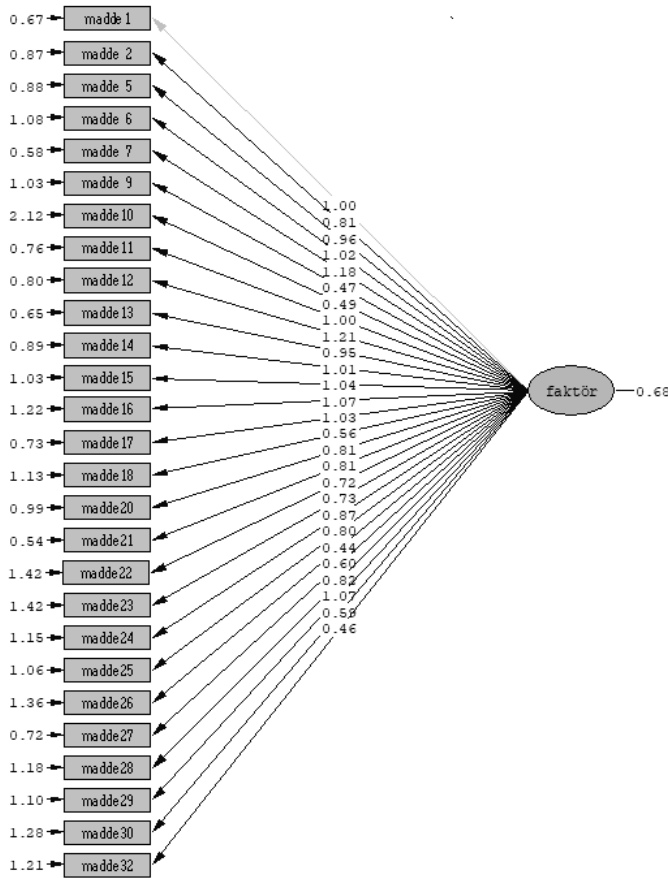 0.67 madde 1
0.87 madde 2
0.88 madde 5
1.08 madde 6
0.58 madde 7
1.03 madde 9
2.12 madde10
0.76 madde11
0.80 madde12
0.65 madde13
0.89 madde14
1.03 madde15
1.22 madde16
0.73 madde17
1.13 madde18
0.99 madde20
0.54 madde21
1.42 madde22
1.42 madde23
1.15 madde24
1.06 madde25
1.36 madde26
0.72 madde27
1.18 madde28
1.10 madde29
1.28 madde30
1.21 madde32
1.00
0.81
0.96
1.02
1.18
0.47
0.49
1.00
1.21
0.95
1.01
1.04
1.07
1.03
0.56
0.81
0.81
0.72
0.73
0.87
0.80
0.44
0.60
0.82
1.07
0.59
0.46
faktör 0.68